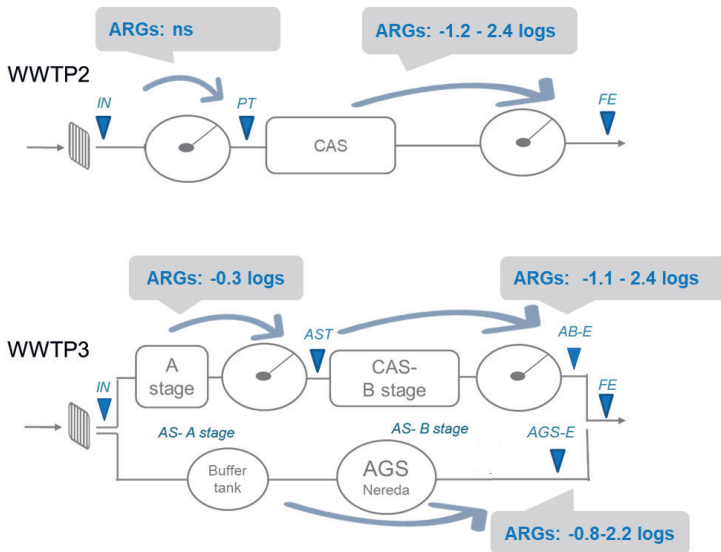 ARGs: ns
ARGs: -1.2 - 2.4 logs
WWTP2
IN
PT
FE
CAS
ARGs: -0.3 logs
ARGs: -1.1 - 2.4 logs
WWTP3
AST
AB-E
IN
A
stage
CAS-
B stage
FE
AS- A stage
AS- B stage
AGS-E
Buffer
tank
AGS
Nereda
ARGs: -0.8-2.2 logs